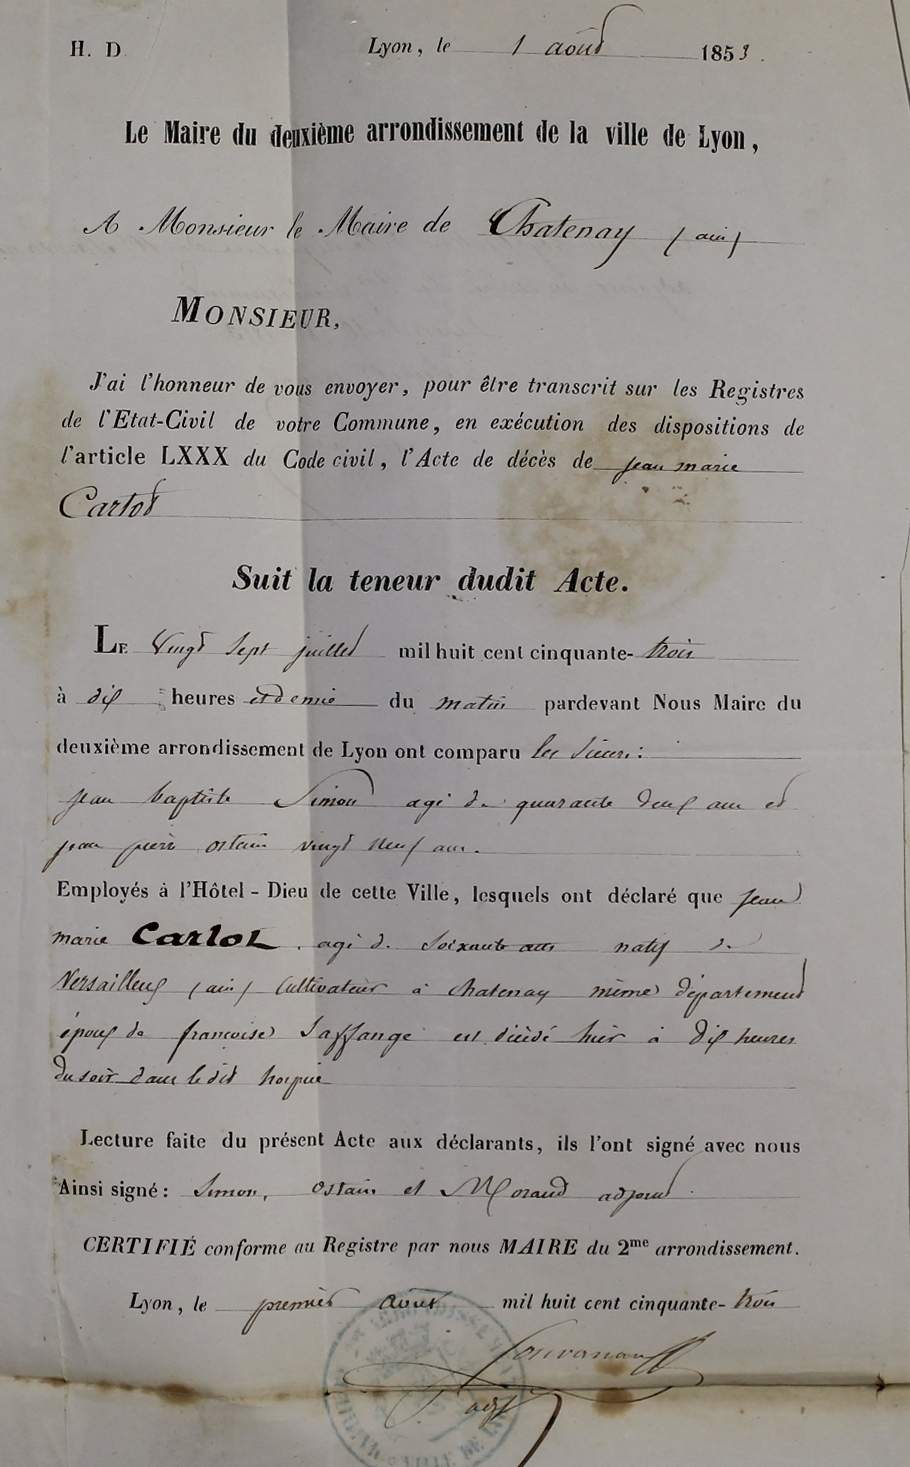 H. D
Lyon, le 1 août 1853.
Le Maire du deuxième arrondissement de la ville de Lyon,
A Monsieur le Maire de Chatenay (ain)
MONSIEUR,
J'ai l'honneur de vous envoyer, pour être transcrit sur les Registres
de l'Etat-Civil de votre Commune, en exécution des dispositions de
l'article LXXX du Code civil, l'Acte de décès de jean marie
Carlot
Suit la teneur dudit Acte.
LE vingt sept juillet mil huit cent cinquante-trois
à dix heures et demie du matin pardevant Nous Maire du
deuxième arrondissement de Lyon ont comparu les sieurs:
jean baptiste Simon agé de quarante deux ans et
jean pierre ostain vingt neuf ans.
Employés à l'Hôtel-Dieu de cette Ville, lesquels ont déclaré que jean
marie Carlot, agé de soixante ans natif de
Versailleux (ain) Cultivateur à chatenay même département
époux de francoise Saffange est décédé hier à dix heures
du soir dans le dit hospice
Lecture faite du présent Acte aux déclarants, ils l'ont signé avec nous
Ainsi signé: Simon, Ostain et Morand adjoint.
CERTIFIÉ conforme au Registre par nous MAIRE du 2me arrondissement.
Lyon, le premier août mil huit cent cinquante-trois
adj